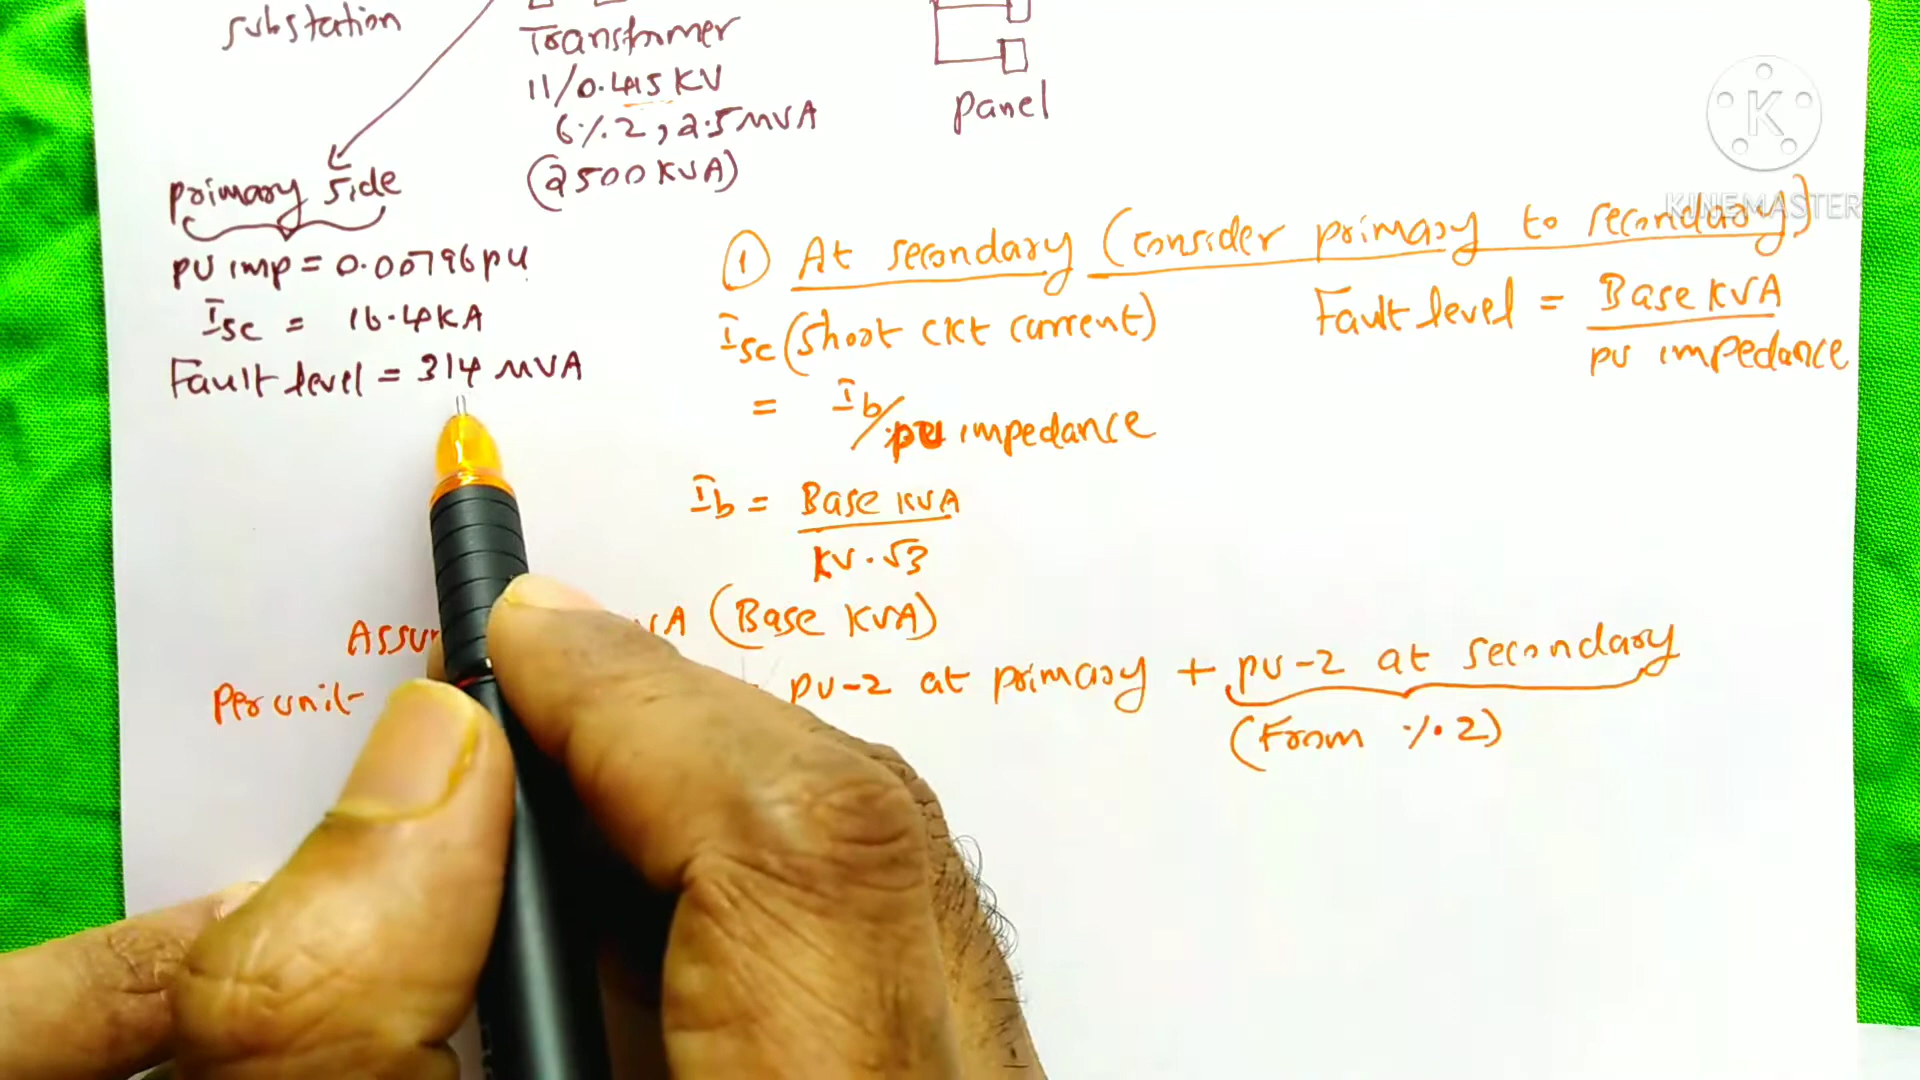 substation
Transformer
11/0.415 KV
6%Z, 2.5 MVA
(2500 KVA)
panel
primary side
PU imp = 0.00796 pu
Isc = 16.4KA
Fault level = 314 MVA
K
KINEMASTER
① At secondary (consider primary to secondary)
Isc (short ckt current)
= Ib/pu impedance
Fault level = Base KVA
pu impedance
Ib = Base KVA
KV.√3
(Base KVA)
Per unit
pu-Z at primary + pu-Z at secondary
(From %Z)